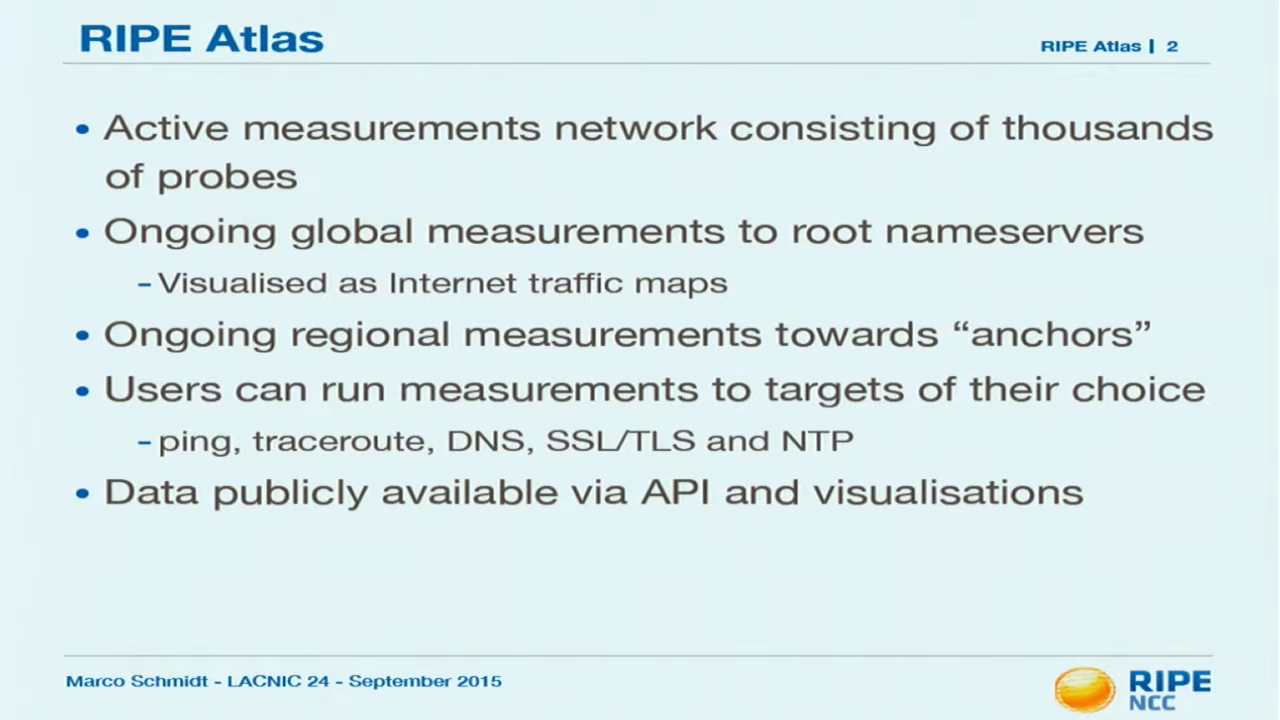 RIPE Atlas
RIPE Atlas | 2
• Active measurements network consisting of thousands
of probes
• Ongoing global measurements to root nameservers
- Visualised as Internet traffic maps
• Ongoing regional measurements towards “anchors”
• Users can run measurements to targets of their choice
- ping, traceroute, DNS, SSL/TLS and NTP
• Data publicly available via API and visualisations
Marco Schmidt - LACNIC 24 - September 2015
RIPE
NCC